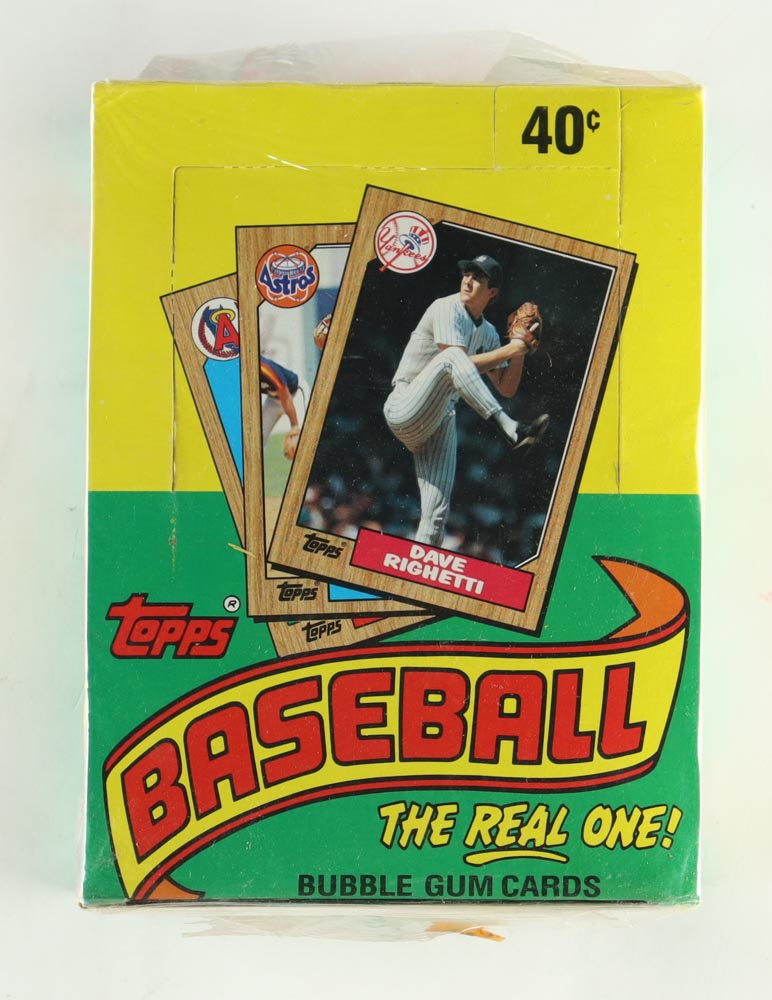 40¢
Yankees
Astros
A
Topps
DAVE
RIGHETTI
Topps
Topps
Topps®
BASEBALL
THE REAL ONE!
BUBBLE GUM CARDS